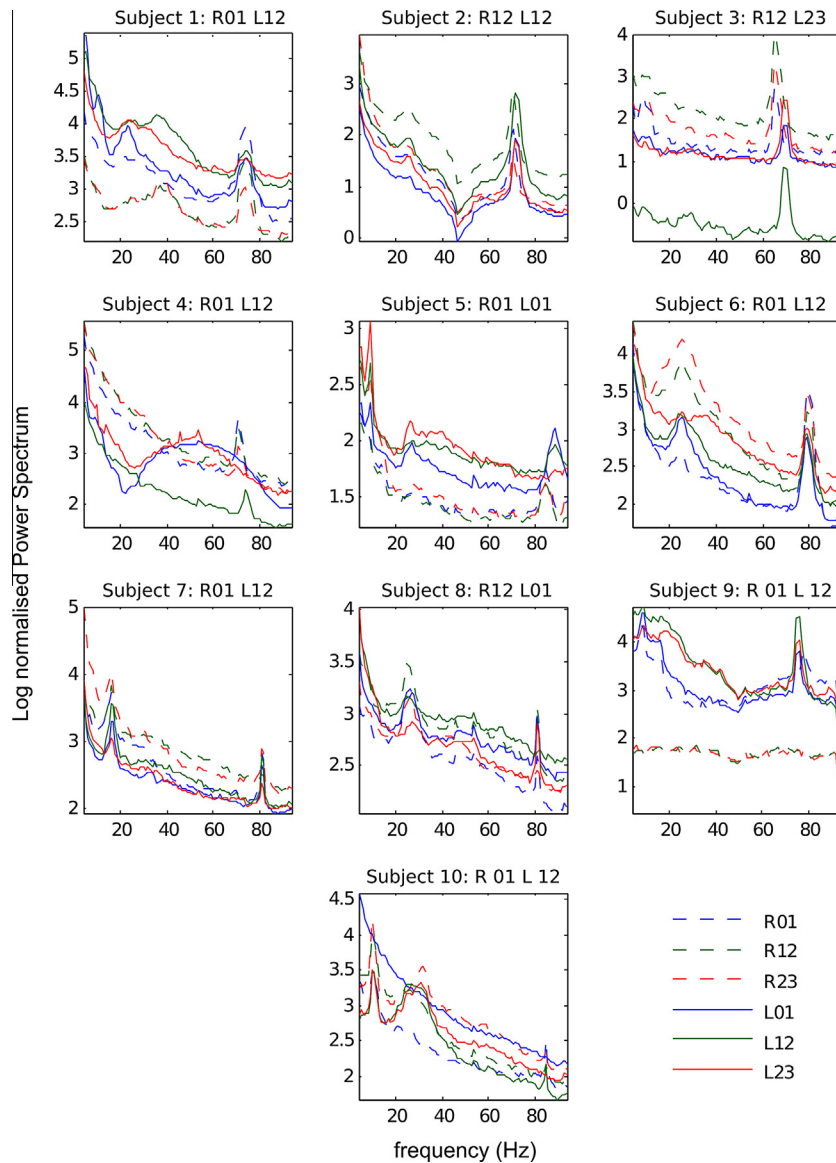 Subject 1: R01 L12
Subject 2: R12 L12
Subject 3: R12 L23
5
4.5
4
3.5
3
2.5
20 40 60 80
3
2
1
0
20 40 60 80
4
3
2
1
0
20 40 60 80
Subject 4: R01 L12
Subject 5: R01 L01
Subject 6: R01 L12
5
4
3
2
20 40 60 80
3
2.5
2
1.5
20 40 60 80
4
3.5
3
2.5
2
20 40 60 80
Log normalised Power Spectrum
Subject 7: R01 L12
Subject 8: R12 L01
Subject 9: R 01 L 12
5
4
3
2
20 40 60 80
4
3.5
3
2.5
20 40 60 80
4
3
2
1
20 40 60 80
Subject 10: R 01 L 12
4.5
4
3.5
3
2.5
2
20 40 60 80
frequency (Hz)
R01
R12
R23
L01
L12
L23